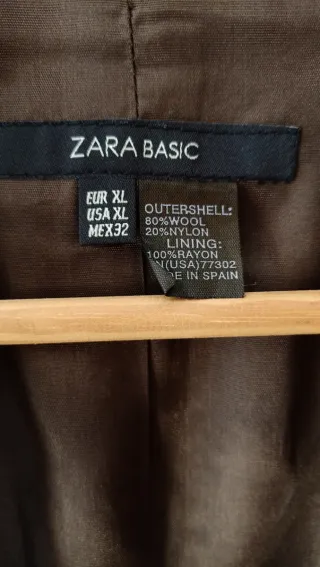 ZARA BASIC
EUR XL
USA XL
MEX32
OUTERSHELL:
80%WOOL
20%NYLON
LINING:
100%RAYON
N(USA)77302
DE IN SPAIN